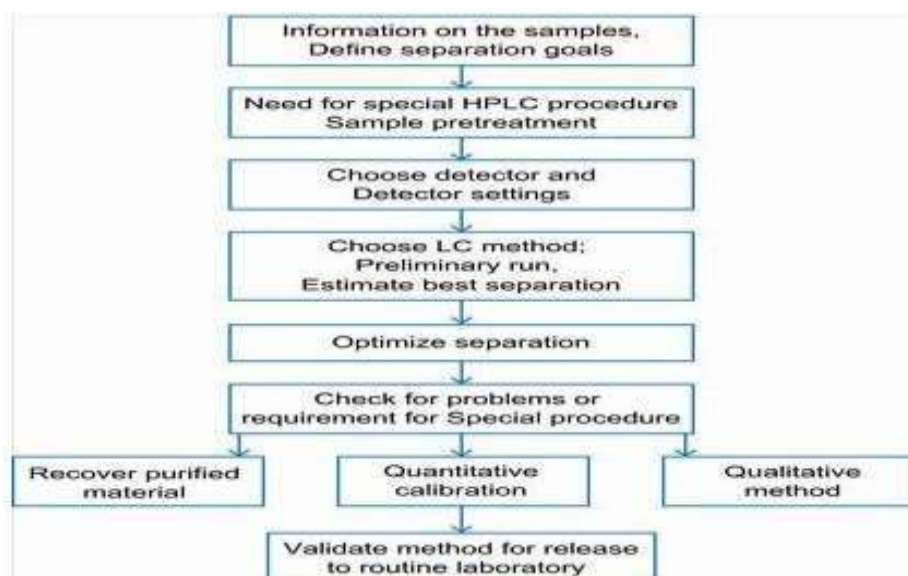 Information on the samples,
Define separation goals
Need for special HPLC procedure
Sample pretreatment
Choose detector and
Detector settings
Choose LC method;
Preliminary run,
Estimate best separation
Optimize separation
Check for problems or
requirement for Special procedure
Recover purified
material
Quantitative
calibration
Qualitative
method
Validate method for release
to routine laboratory